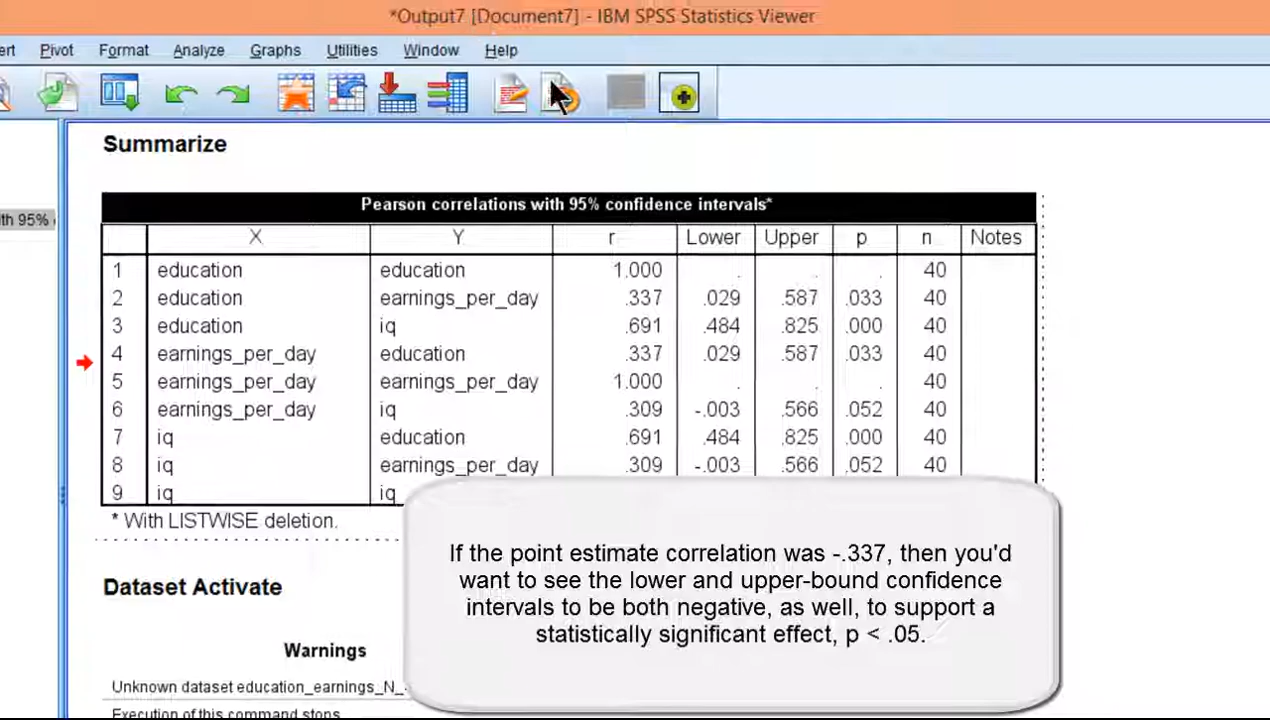 *Output7 [Document7] - IBM SPSS Statistics Viewer
ert Pivot Format Analyze Graphs Utilities Window Help
Summarize
ith 95%
Pearson correlations with 95% confidence intervals*
X Y r Lower Upper p n Notes
1 education education 1.000 . . . 40
2 education earnings_per_day .337 .029 .587 .033 40
3 education iq .691 .484 .825 .000 40
4 earnings_per_day education .337 .029 .587 .033 40
5 earnings_per_day earnings_per_day 1.000 . . . 40
6 earnings_per_day iq .309 -.003 .566 .052 40
7 iq education .691 .484 .825 .000 40
8 iq earnings_per_day .309 -.003 .566 .052 40
9 iq iq
* With LISTWISE deletion.
If the point estimate correlation was -.337, then you'd
want to see the lower and upper-bound confidence
intervals to be both negative, as well, to support a
statistically significant effect, p < .05.
Dataset Activate
Warnings
Unknown dataset education_earnings_N_
Execution of this command stops.